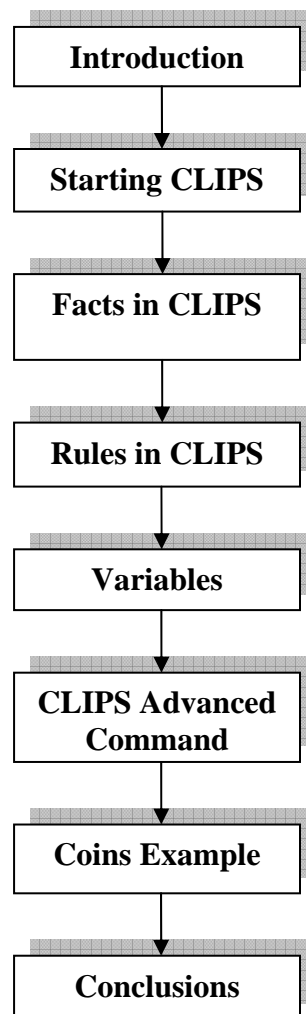 Introduction
Starting CLIPS
Facts in CLIPS
Rules in CLIPS
Variables
CLIPS Advanced
Command
Coins Example
Conclusions